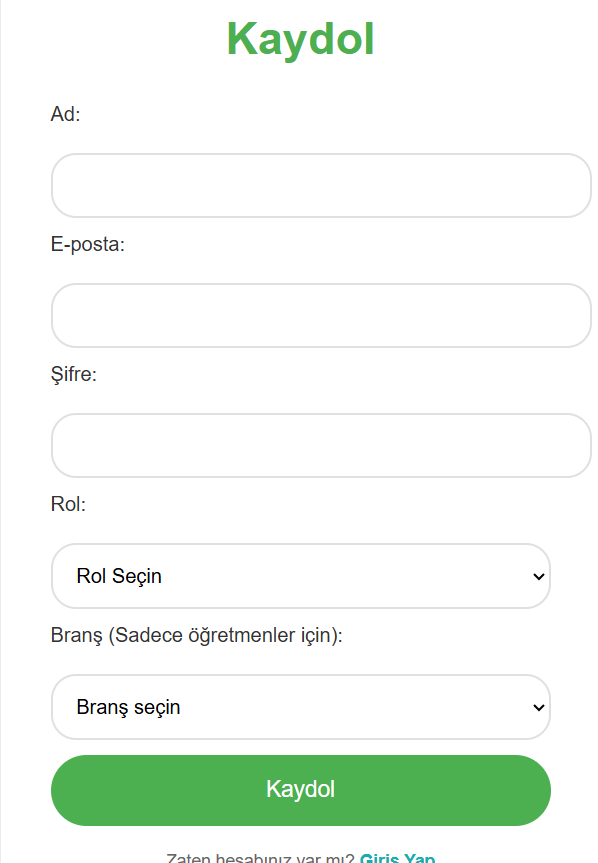 Kaydol
Ad:
E-posta:
Şifre:
Rol:
Rol Seçin
Branş (Sadece öğretmenler için):
Branş seçin
Kaydol
Zaten hesabınız var mı? Giriş Yap